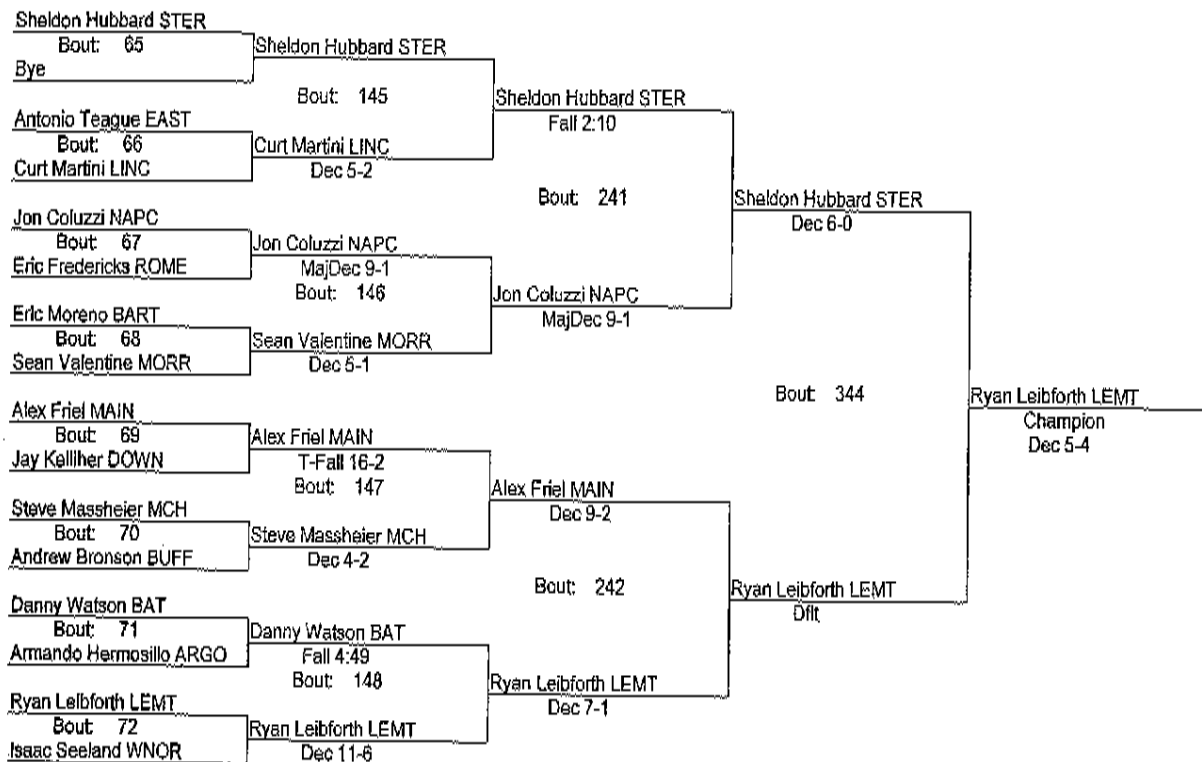 Sheldon Hubbard STER
Bout: 65
Bye
Antonio Teague EAST
Bout: 66
Curt Martini LINC
Jon Coluzzi NAPC
Bout: 67
Eric Fredericks ROME
Eric Moreno BART
Bout: 68
Sean Valentine MORR
Alex Friel MAIN
Bout: 69
Jay Kelliher DOWN
Steve Massheier MCH
Bout: 70
Andrew Bronson BUFF
Danny Watson BAT
Bout: 71
Armando Hermosillo ARGO
Ryan Leibforth LEMT
Bout: 72
Isaac Seeland WNOR
Sheldon Hubbard STER
Bout: 145
Curt Martini LINC
Dec 5-2
Jon Coluzzi NAPC
MajDec 9-1
Bout: 146
Sean Valentine MORR
Dec 5-1
Alex Friel MAIN
T-Fall 16-2
Bout: 147
Steve Massheier MCH
Dec 4-2
Danny Watson BAT
Fall 4:49
Bout: 148
Ryan Leibforth LEMT
Dec 11-6
Sheldon Hubbard STER
Fall 2:10
Bout: 241
Jon Coluzzi NAPC
MajDec 9-1
Alex Friel MAIN
Dec 9-2
Bout: 242
Ryan Leibforth LEMT
Dec 7-1
Sheldon Hubbard STER
Dec 6-0
Bout: 344
Ryan Leibforth LEMT
Dflt
Ryan Leibforth LEMT
Champion
Dec 5-4